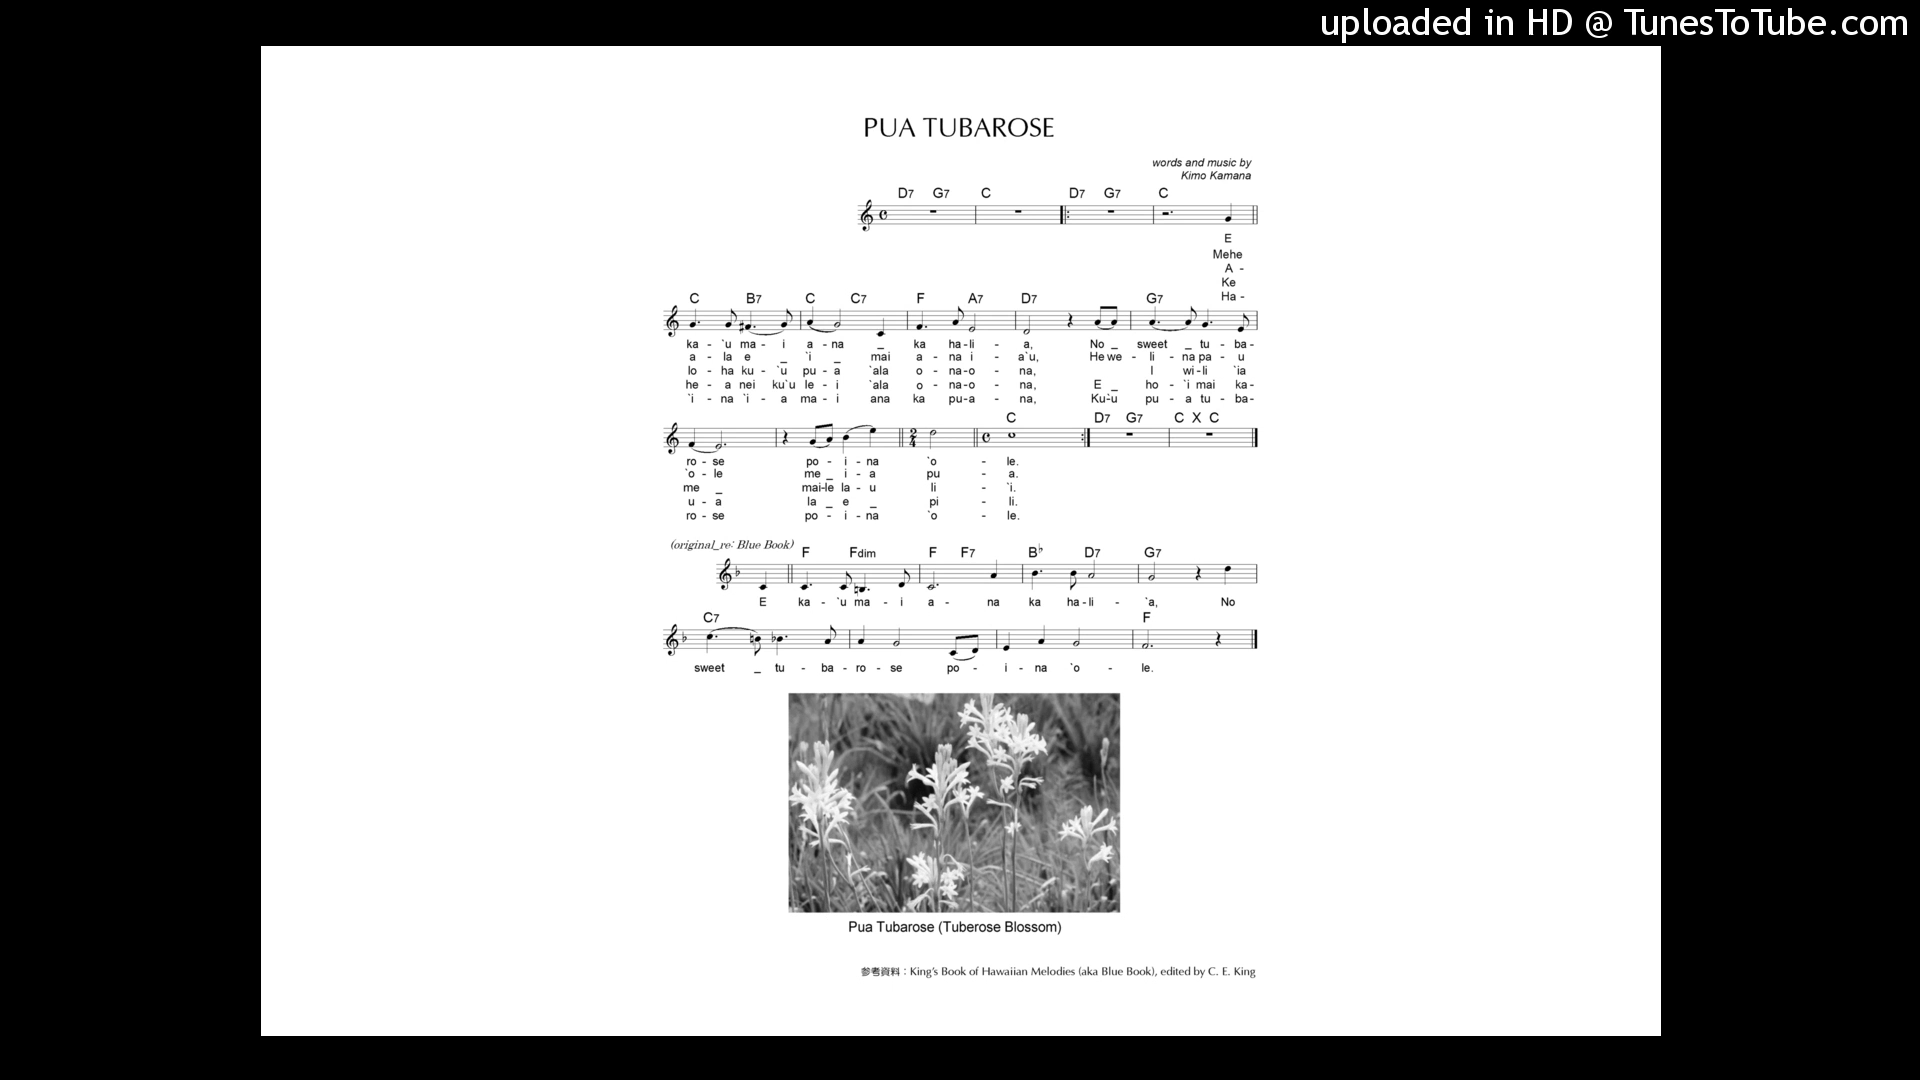 uploaded in HD @ TunesToTube.com
PUA TUBAROSE
words and music by
Kimo Kamana
D7 G7 C D7 G7 C
E
Mehe
A -
Ke
Ha -
C B7 C C7 F A7 D7 G7
ka - `u ma - i a - na _ ka ha - li - a, No _ sweet _ tu - ba -
a - la e _ `i _ mai a - na i - a`u, He we - li - na pa - u
lo - ha ku - `u pu - a `ala o - na - o - na, I wi - li `ia
he - a nei ku`u le - i `ala o - na - o - na, E _ ho - `i mai ka -
`i - na `i - a ma - i ana ka pu - a - na, Ku - `u pu - a tu - ba -
C D7 G7 C X C
ro - se po - i - na `o - le.
`o - le me _ i - a pu - a.
me _ mai - le la - u li - `i.
u - a la _ e _ pi - li.
ro - se po - i - na `o - le.
(original_re: Blue Book)
F Fdim F F7 B♭ D7 G7
E ka - `u ma - i a - na ka ha - li - `a, No
C7 F
sweet _ tu - ba - ro - se po - i - na `o - le.
Pua Tubarose (Tuberose Blossom)
参考資料：King's Book of Hawaiian Melodies (aka Blue Book), edited by C. E. King